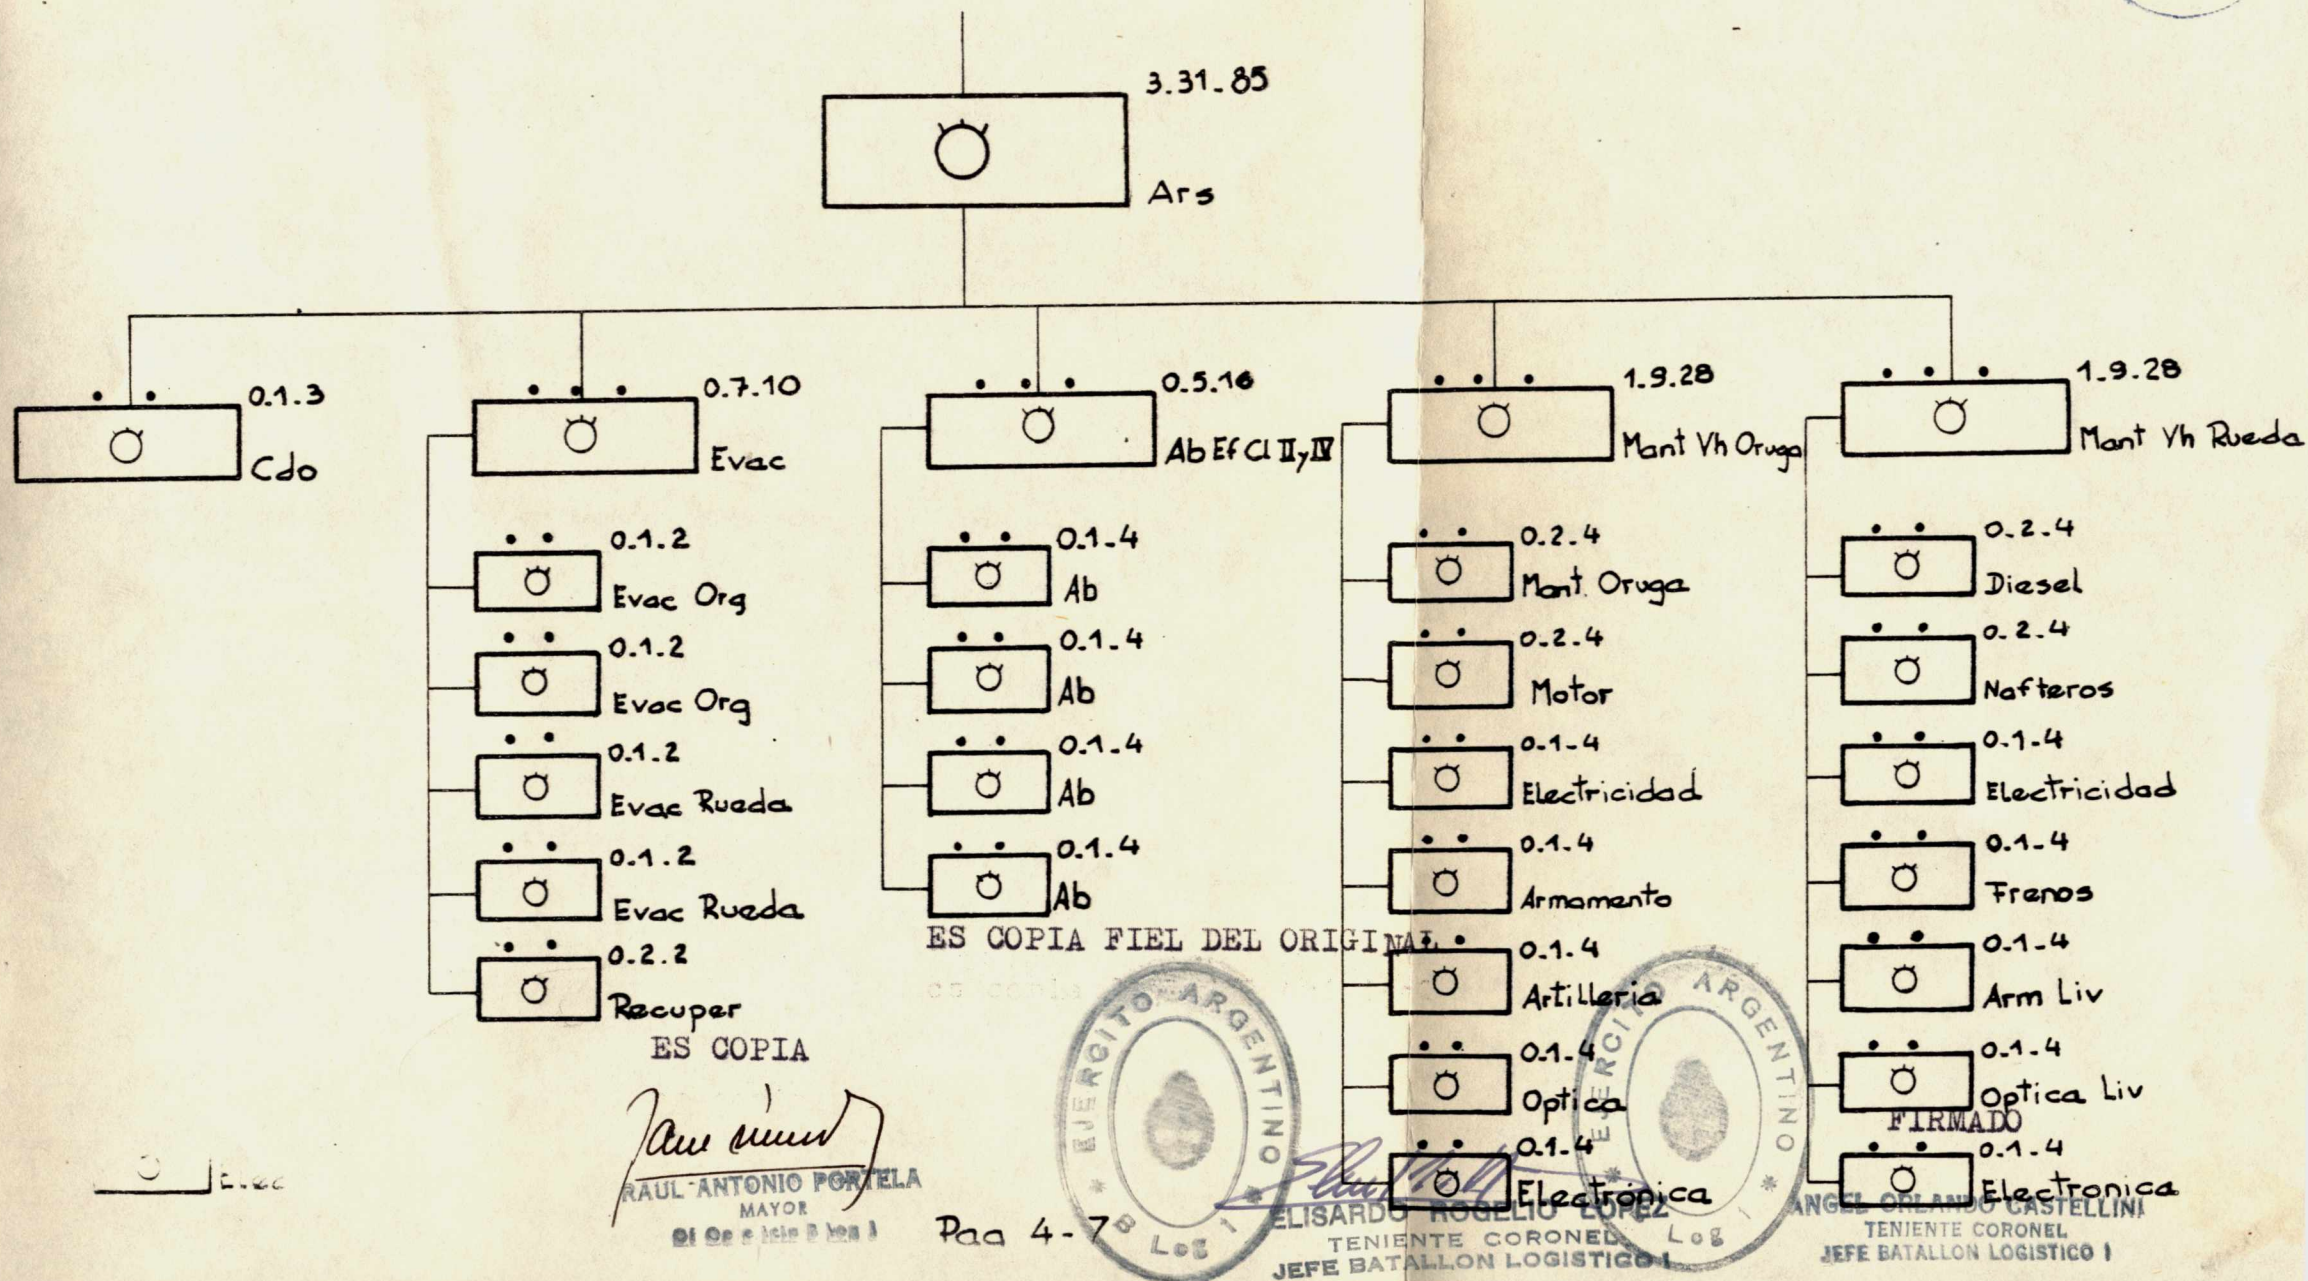 3.31-85
Ars
0.1.3
Cdo
0.7.10
Evac
0.1.2
Evac Org
0.1.2
Evac Org
0.1.2
Evac Rueda
0.1.2
Evac Rueda
0.2.2
Recuper
0.5.16
Ab Ef Cl II y IV
0.1-4
Ab
0.1-4
Ab
0.1-4
Ab
0.1.4
Ab
1.9.28
Mant Vh Oruga
0.2.4
Mant. Oruga
0.2.4
Motor
0-1-4
Electricidad
0.1.4
Armamento
0.1.4
Artilleria
0.1-4
Optica
0.1.4
Electrónica
1.9.28
Mant Vh Rueda
0.2.4
Diesel
0.2.4
Nafteros
0.1-4
Electricidad
0.1-4
Frenos
0.1-4
Arm Liv
0.1.4
Optica Liv
0.1.4
Electronica
ES COPIA FIEL DEL ORIGINAL
ES COPIA
FIRMADO
Elec
RAUL ANTONIO PORTELA
MAYOR
EJERCITO ARGENTINO
B Log 1
ELISARDO ROGELIO LOPEZ
TENIENTE CORONEL
JEFE BATALLON LOGISTICO I
EJERCITO ARGENTINO
Log 1
ANGEL ORLANDO CASTELLINI
TENIENTE CORONEL
JEFE BATALLON LOGISTICO I
Pag 4-7